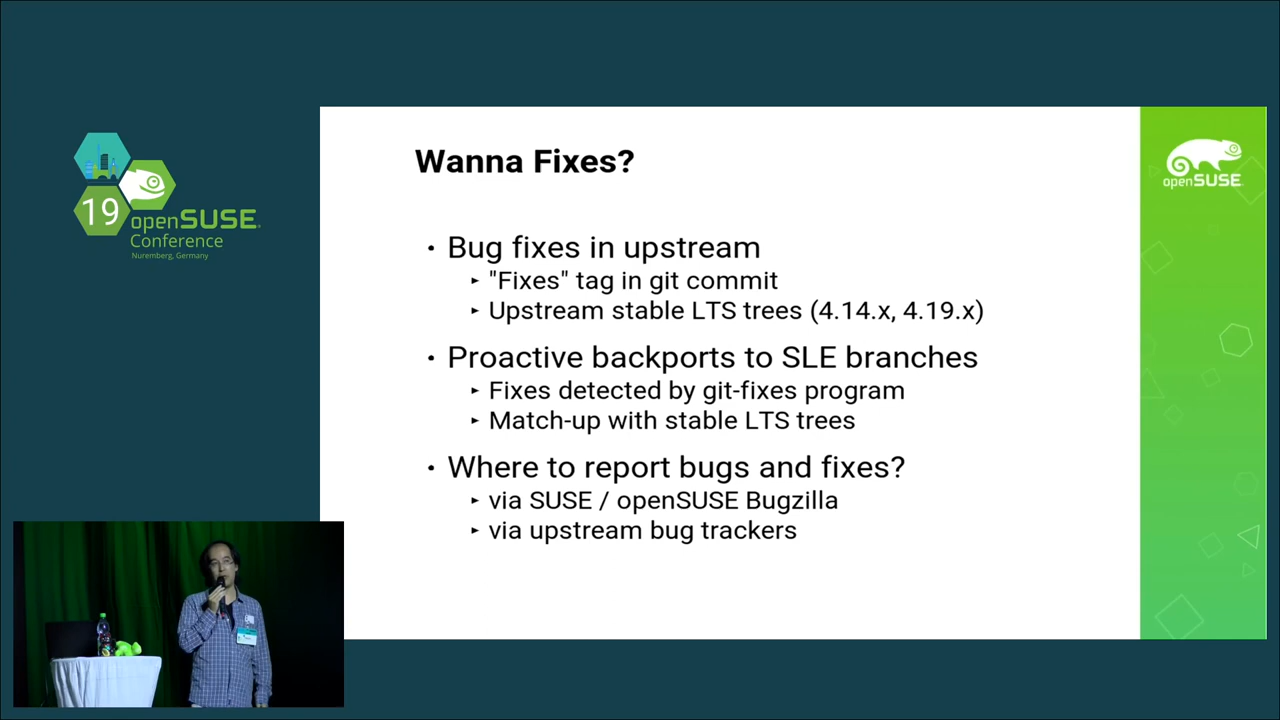 19
openSUSE
Conference
Nuremberg, Germany
Wanna Fixes?
openSUSE
• Bug fixes in upstream
▸ "Fixes" tag in git commit
▸ Upstream stable LTS trees (4.14.x, 4.19.x)
• Proactive backports to SLE branches
▸ Fixes detected by git-fixes program
▸ Match-up with stable LTS trees
• Where to report bugs and fixes?
▸ via SUSE / openSUSE Bugzilla
▸ via upstream bug trackers